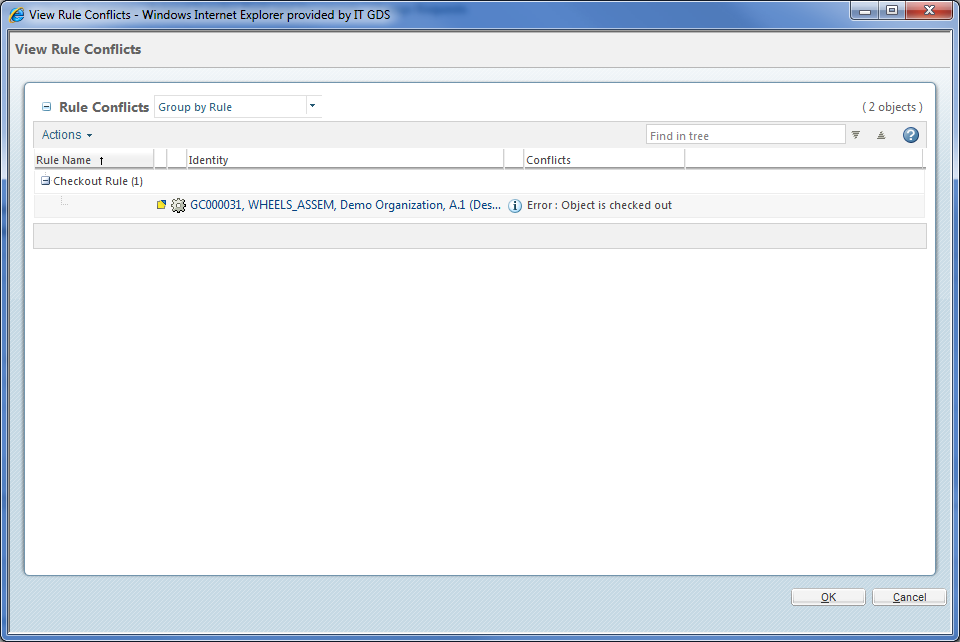 View Rule Conflicts - Windows Internet Explorer provided by IT GDS
View Rule Conflicts
Rule Conflicts Group by Rule ( 2 objects )
Actions Find in tree
Rule Name Identity Conflicts
Checkout Rule (1)
GC000031, WHEELS_ASSEM, Demo Organization, A.1 (Des... Error : Object is checked out
OK Cancel